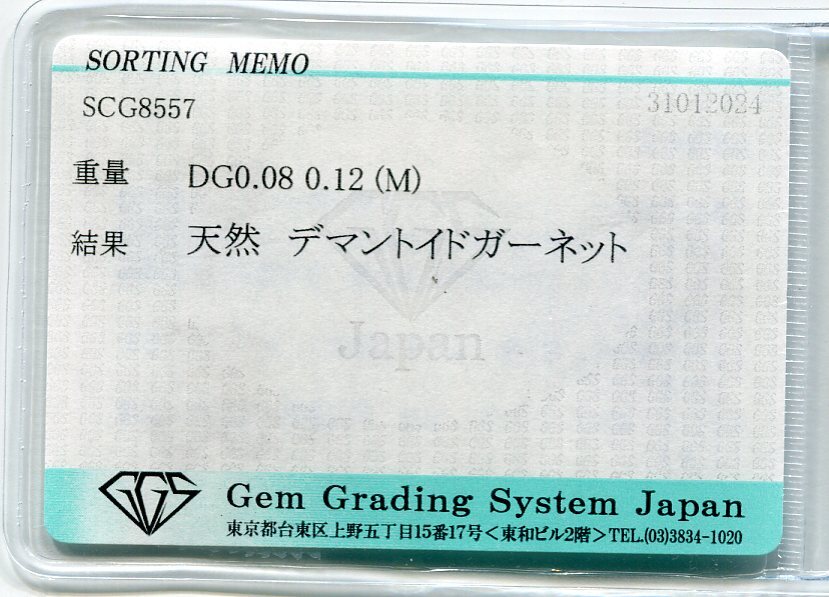 SORTING MEMO
SCG8557 31012024
重量 DG0.08 0.12 (M)
結果 天然 デマントイドガーネット
GGS
Japan
GGS Gem Grading System Japan
東京都台東区上野五丁目15番17号<東和ビル2階>TEL.(03)3834-1020